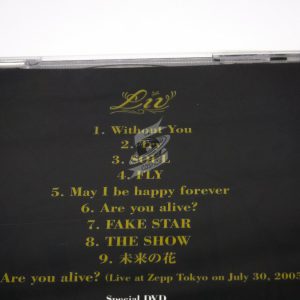 Liv
1. Without You
3. SOUL
4. FLY
5. May I be happy forever
6. Are you alive?
7. FAKE STAR
8. THE SHOW
9. 未来の花
Are you alive? (Live at Zepp Tokyo on July 30, 2005
Special DVD